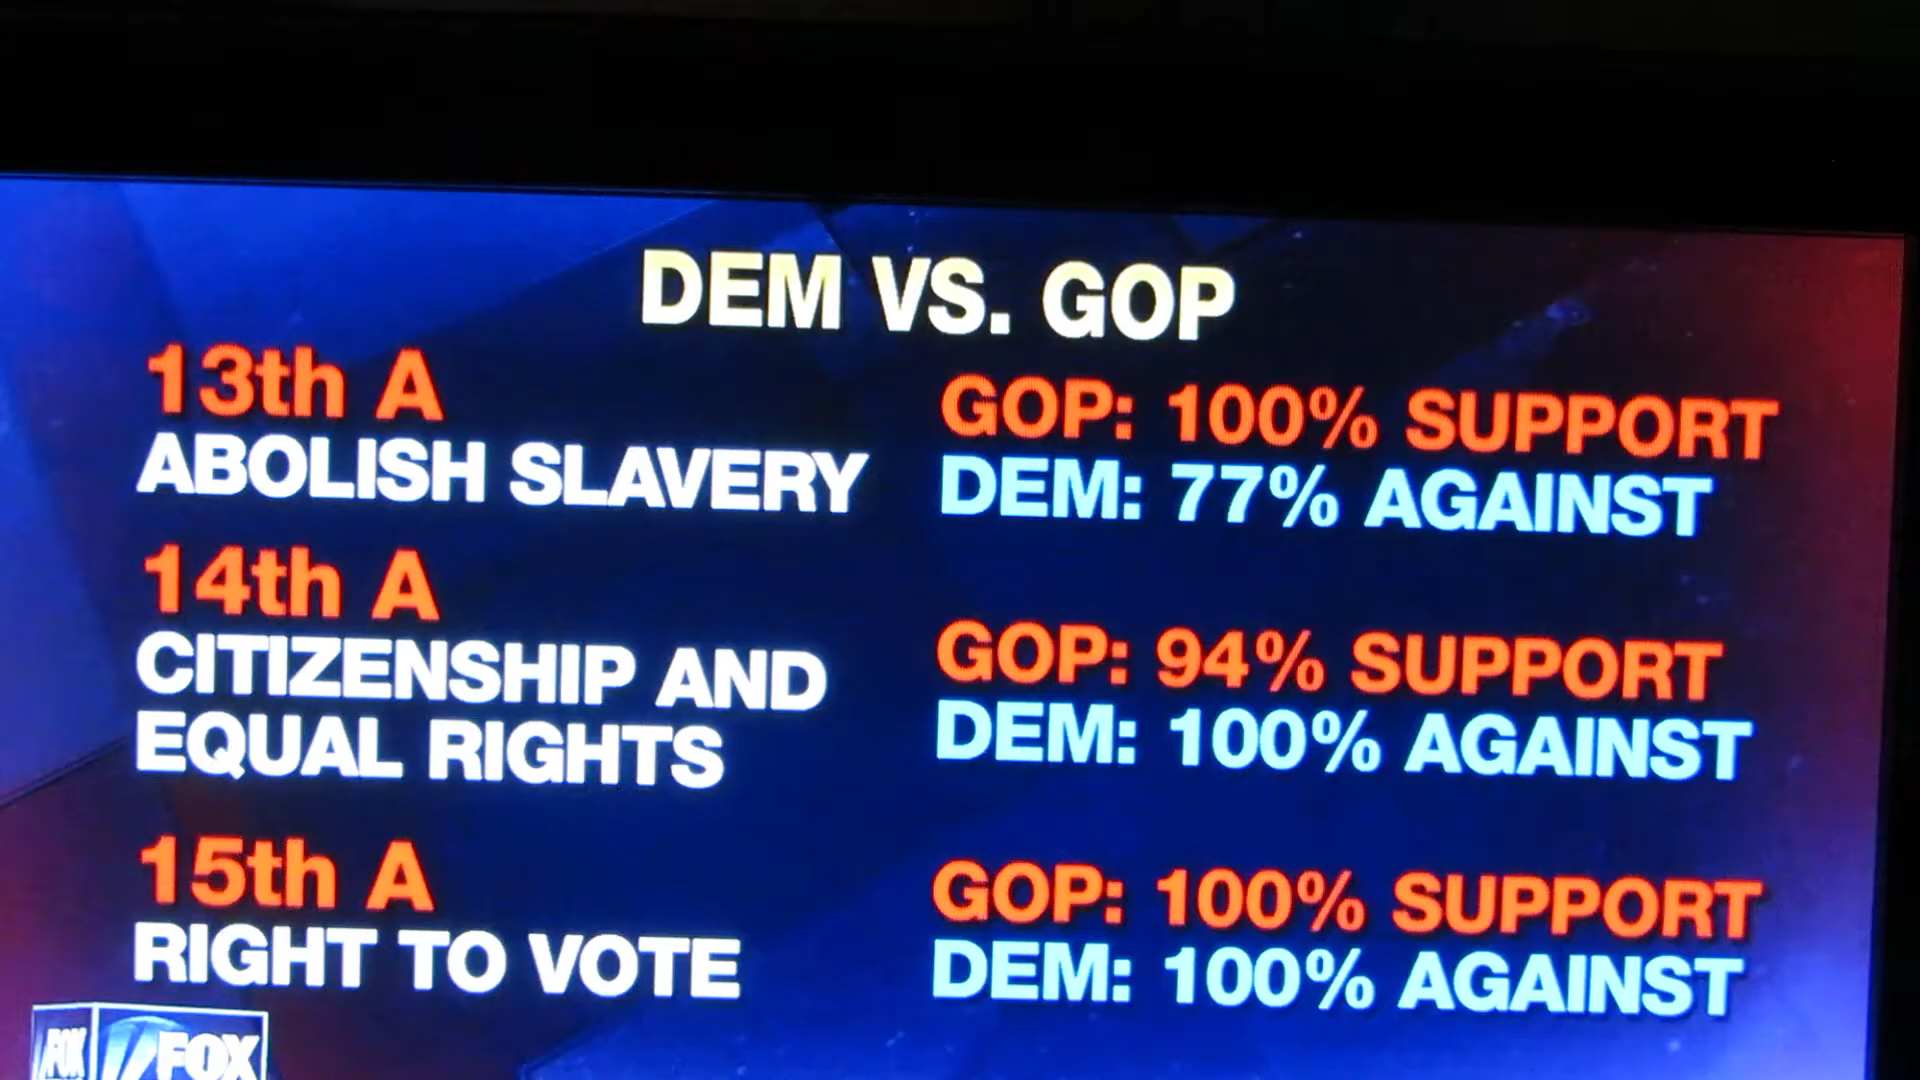 DEM VS. GOP
13th A
ABOLISH SLAVERY
GOP: 100% SUPPORT
DEM: 77% AGAINST
14th A
CITIZENSHIP AND
EQUAL RIGHTS
GOP: 94% SUPPORT
DEM: 100% AGAINST
15th A
RIGHT TO VOTE
GOP: 100% SUPPORT
DEM: 100% AGAINST
FOX
FOX